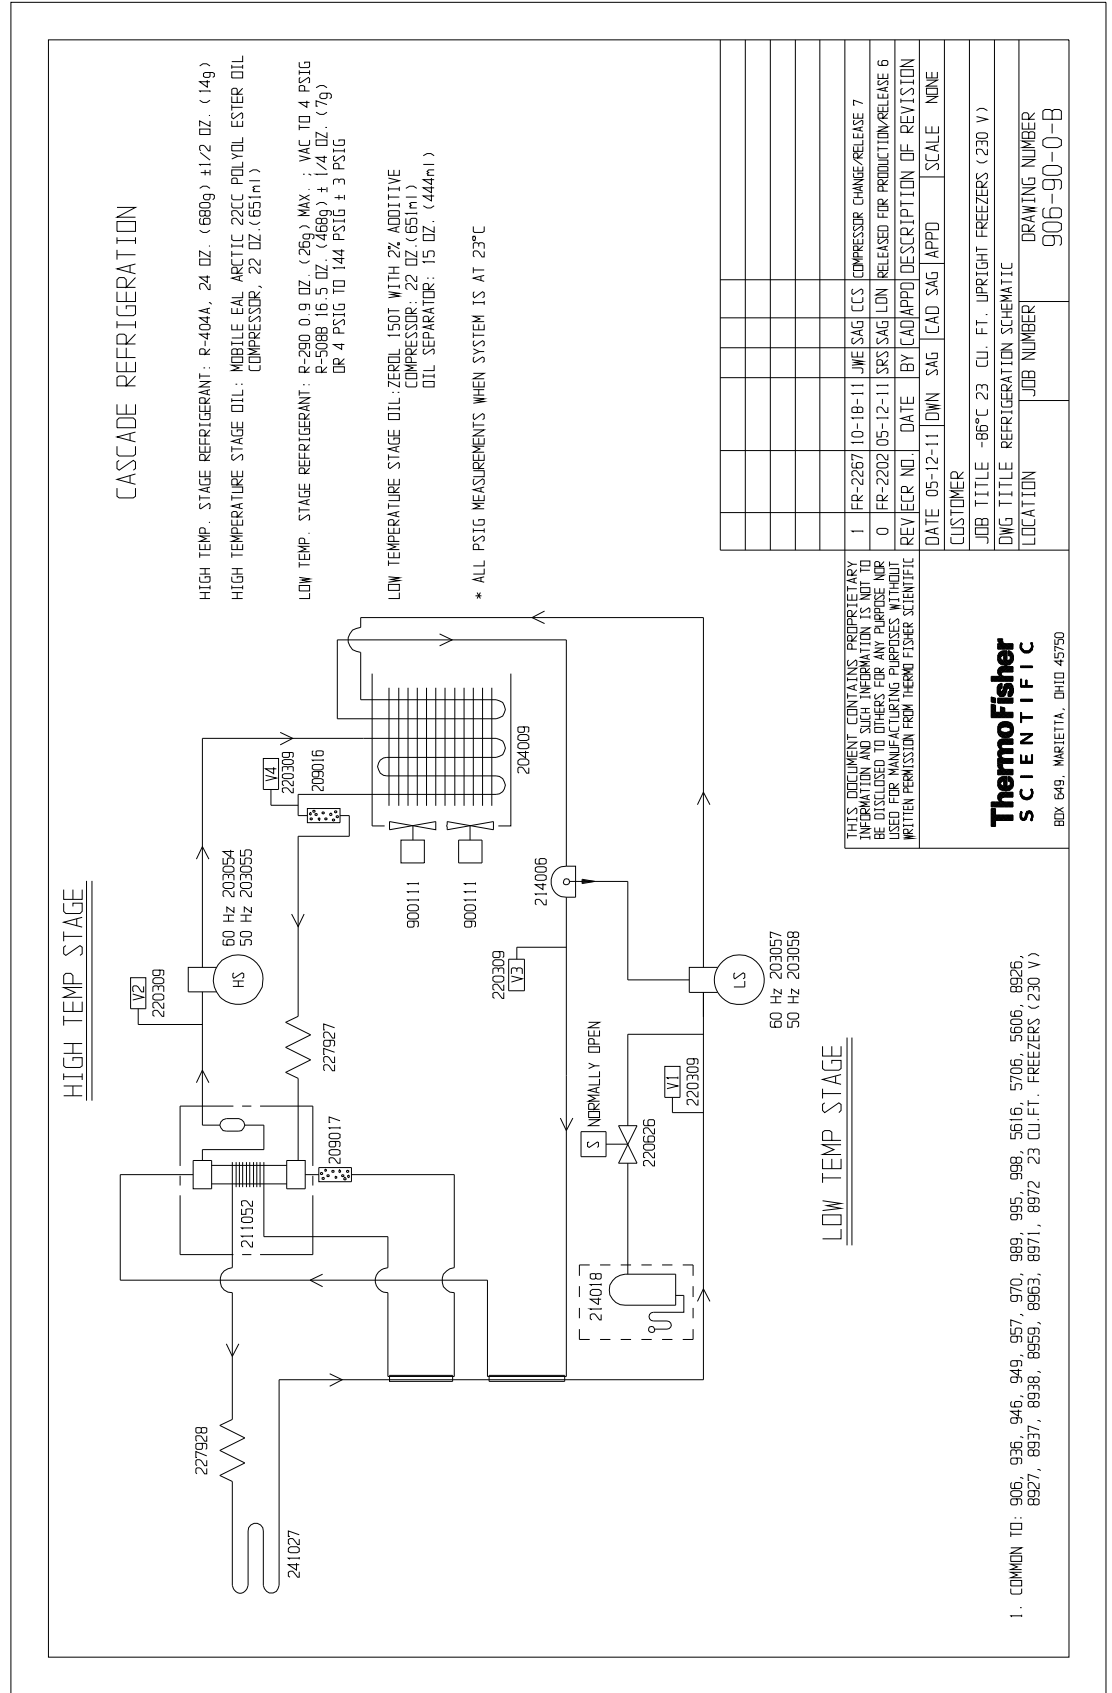 CASCADE REFRIGERATION
HIGH TEMP. STAGE REFRIGERANT: R-404A, 24 OZ. (680g) ±1/2 OZ. (14g)
HIGH TEMPERATURE STAGE OIL: MOBILE EAL ARCTIC 22CC POLYOL ESTER OIL
COMPRESSOR, 22 OZ.(651ml)
LOW TEMP. STAGE REFRIGERANT: R-290 0.9 OZ. (26g) MAX. ; VAC TO 4 PSIG
R-508B 16.5 OZ. (468g) ± 1/4 OZ. (7g)
OR 4 PSIG TO 144 PSIG ± 3 PSIG
LOW TEMPERATURE STAGE OIL:ZEROL 150T WITH 2% ADDITIVE
COMPRESSOR: 22 OZ.(651ml)
OIL SEPARATOR: 15 OZ. (444ml)
* ALL PSIG MEASUREMENTS WHEN SYSTEM IS AT 23°C
HIGH TEMP STAGE
V2
220309
HS
60 Hz 203054
50 Hz 203055
V4
220309
209016
204009
900111
900111
227927
209017
211052
227928
241027
214006
220309
V3
S
NORMALLY OPEN
220626
V1
220309
214018
LS
60 Hz 203057
50 Hz 203058
LOW TEMP STAGE
1. COMMON TO: 906, 936, 946, 949, 957, 970, 989, 995, 998, 5616, 5706, 5606, 8926,
8927, 8937, 8938, 8959, 8963, 8971, 8972 23 CU.FT. FREEZERS (230 V)
THIS DOCUMENT CONTAINS PROPRIETARY
INFORMATION AND SUCH INFORMATION IS NOT TO
BE DISCLOSED TO OTHERS FOR ANY PURPOSE NOR
USED FOR MANUFACTURING PURPOSES WITHOUT
WRITTEN PERMISSION FROM THERMO FISHER SCIENTIFIC
ThermoFisher
SCIENTIFIC
BOX 649, MARIETTA, OHIO 45750
1 FR-2267 10-18-11 JWE SAG CCS COMPRESSOR CHANGE/RELEASE 7
0 FR-2202 05-12-11 SRS SAG LDN RELEASED FOR PRODUCTION/RELEASE 6
REV ECR NO. DATE BY CAD APPD DESCRIPTION OF REVISION
DATE 05-12-11 DWN SAG CAD SAG APPD SCALE NONE
CUSTOMER
JOB TITLE -86°C 23 CU. FT. UPRIGHT FREEZERS (230 V)
DWG TITLE REFRIGERATION SCHEMATIC
LOCATION JOB NUMBER DRAWING NUMBER
906-90-0-B